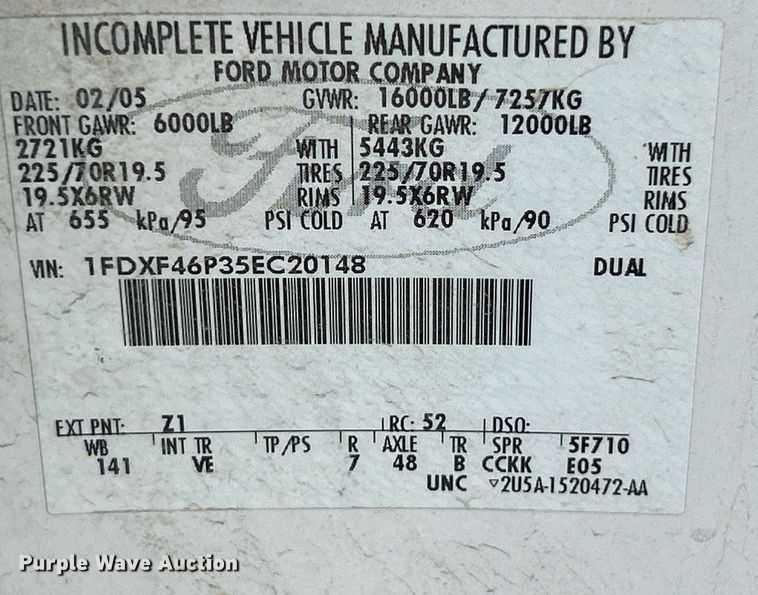 INCOMPLETE VEHICLE MANUFACTURED BY
FORD MOTOR COMPANY
DATE: 02/05 GVWR: 16000LB/7257KG
FRONT GAWR: 6000LB REAR GAWR: 12000LB
2721KG WITH 5443KG WITH
225/70R19.5 TIRES 225/70R19.5 TIRES
19.5X6RW RIMS 19.5X6RW RIMS
AT 655 kPa/95 PSI COLD AT 620 kPa/90 PSI COLD
VIN: 1FDXF46P35EC20148 DUAL
EXT PNT: Z1 RC: 52 DSO:
WB INT TR TP/PS R AXLE TR SPR 5F710
141 VE 7 48 B CCKK E05
UNC ▽2U5A-1520472-AA
Ford
Purple Wave Auction